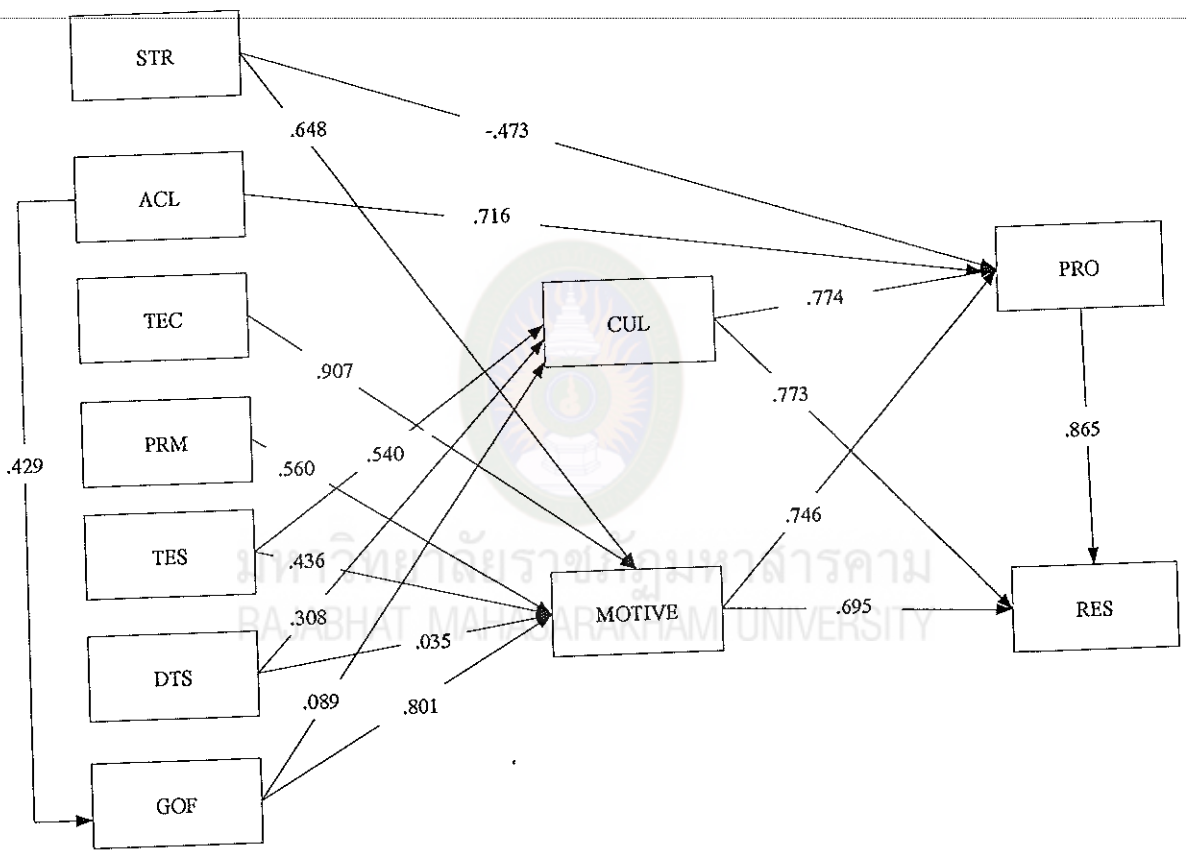 STR
.648
-.473
ACL
.716
PRO
TEC
CUL
.774
.907
.773
PRM
.429
.560
.540
.865
TES
.436
.746
มหาวิทยาลัยราชภัฏมหาสารคาม
RAJABHAT MAHASARAKHAM UNIVERSITY
.308
MOTIVE
.695
RES
DTS
.035
.089
.801
GOF